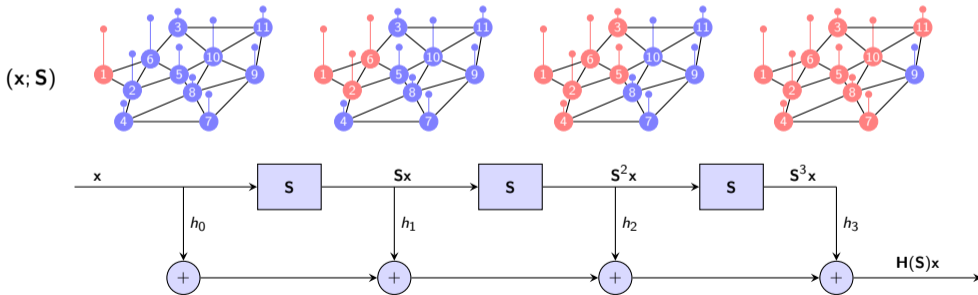 3 11 3 11 3 11 3 11
6 10 6 10 6 10 6 10
(x; S) 1 5 9 1 5 9 1 5 9 1 5 9
2 8 2 8 2 8 2 8
4 7 4 7 4 7 4 7
x Sx S²x S³x
S S S
h₀ h₁ h₂ h₃
+ + + + H(S)x